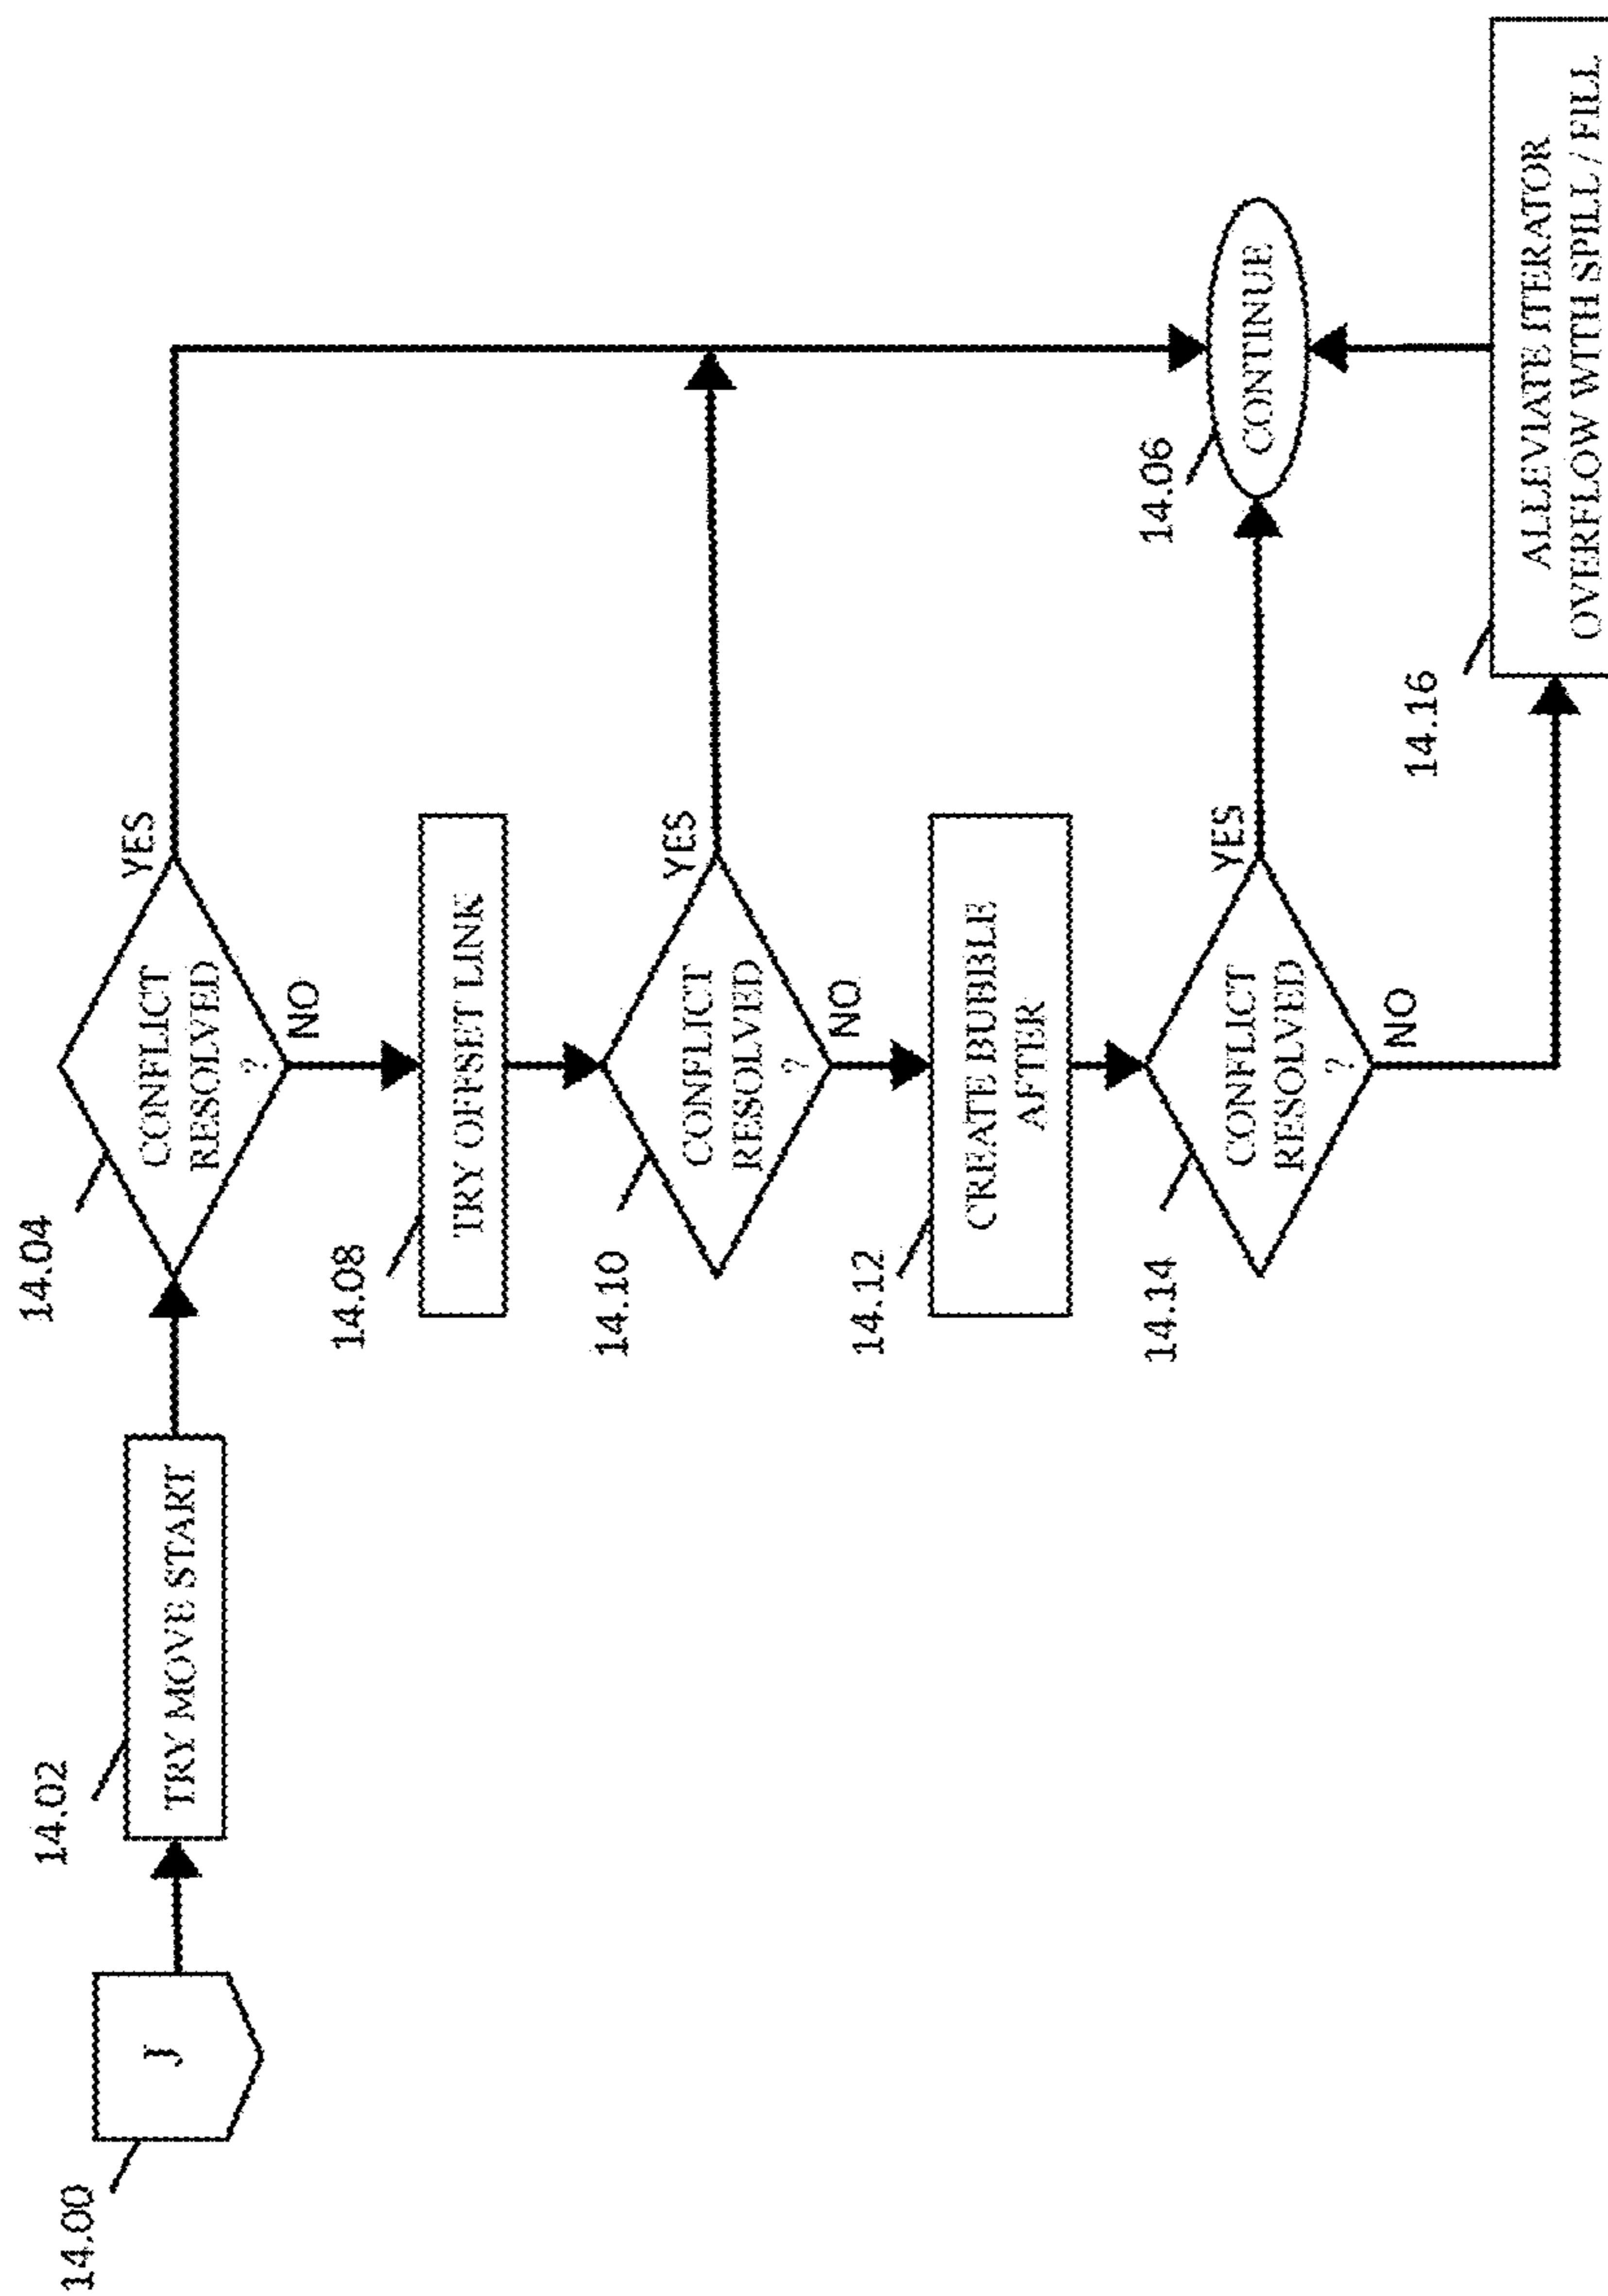 14.00
J
14.02
TRY MOVE START
14.04
CONFLICT
RESOLVED
?
YES
NO
14.08
TRY OFFSET LINK
14.10
CONFLICT
RESOLVED
?
YES
NO
14.12
CREATE BUBBLE
AFTER
14.14
CONFLICT
RESOLVED
?
YES
NO
14.06
CONTINUE
14.16
ALLEVIATE ITERATOR
OVERFLOW WITH SPILL / FILL